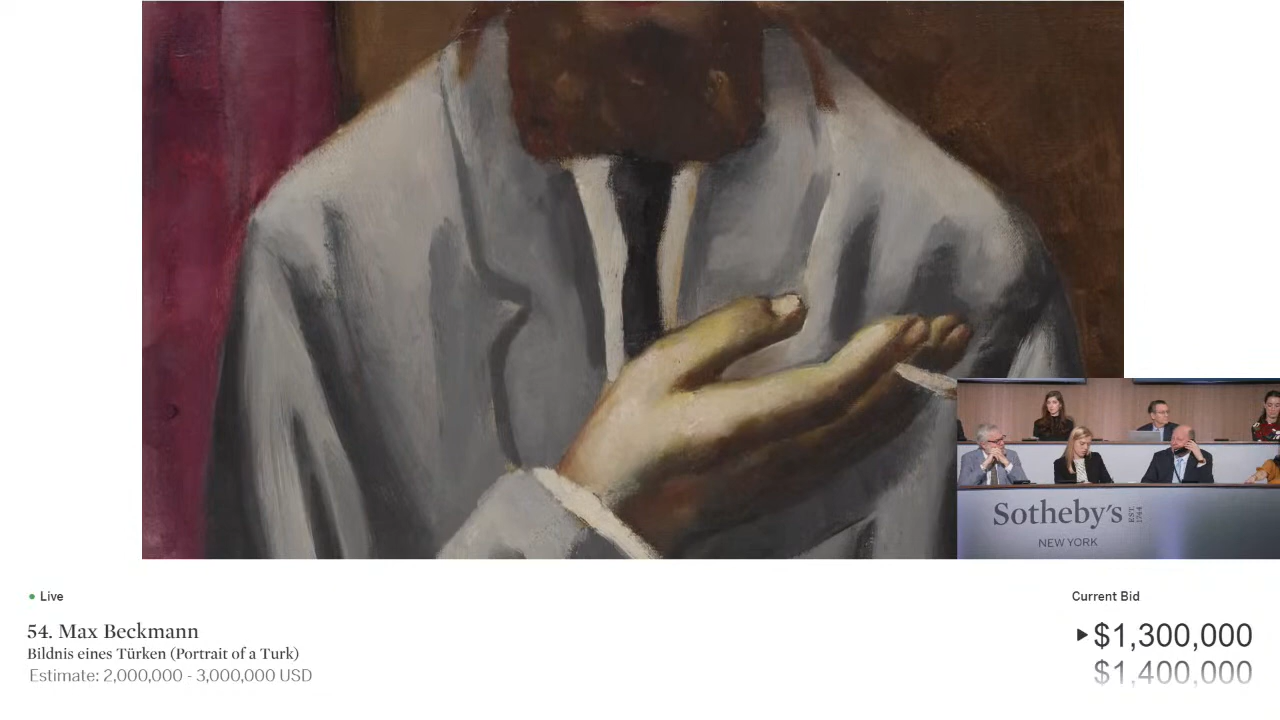 Sotheby's EST. 1744
NEW YORK
Live
Current Bid
54. Max Beckmann
Bildnis eines Türken (Portrait of a Turk)
Estimate: 2,000,000 - 3,000,000 USD
$1,300,000
$1,400,000